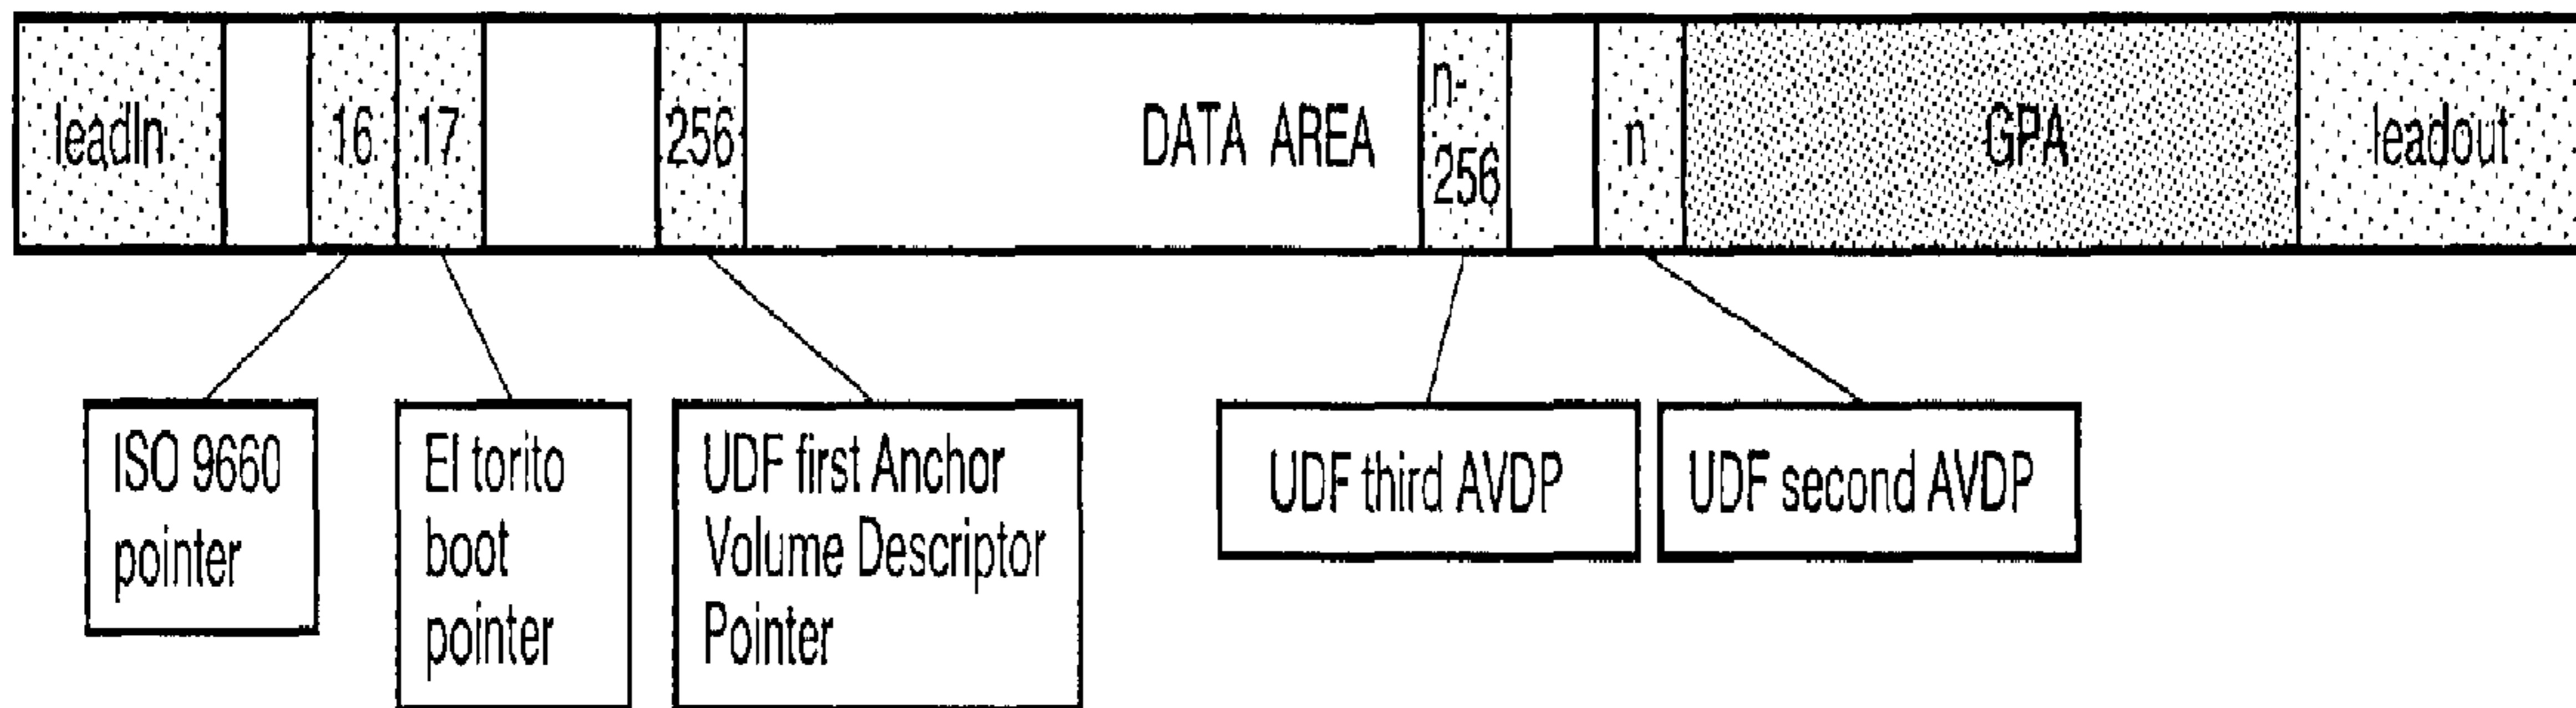 leadIn
16
17
256
DATA AREA
n-
256
n
GPA
leadout
ISO 9660
pointer
El torito
boot
pointer
UDF first Anchor
Volume Descriptor
Pointer
UDF third AVDP
UDF second AVDP